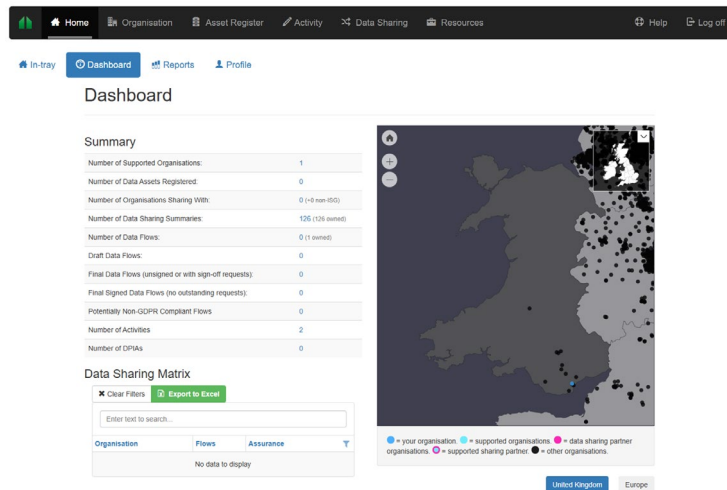 Home Organisation Asset Register Activity Data Sharing Resources Help Log off
In-tray Dashboard Reports Profile
Dashboard
Summary
Number of Supported Organisations: 1
Number of Data Assets Registered: 0
Number of Organisations Sharing With: 0 (+0 non-ISG)
Number of Data Sharing Summaries: 126 (126 owned)
Number of Data Flows: 0 (1 owned)
Draft Data Flows: 0
Final Data Flows (unsigned or with sign-off requests): 0
Final Signed Data Flows (no outstanding requests): 0
Potentially Non-GDPR Compliant Flows 0
Number of Activities 2
Number of DPIAs 0
Data Sharing Matrix
Clear Filters Export to Excel
Enter text to search...
Organisation Flows Assurance
No data to display
= your organisation. = supported organisations. = data sharing partner
organisations. = supported sharing partner. = other organisations.
United Kingdom Europe